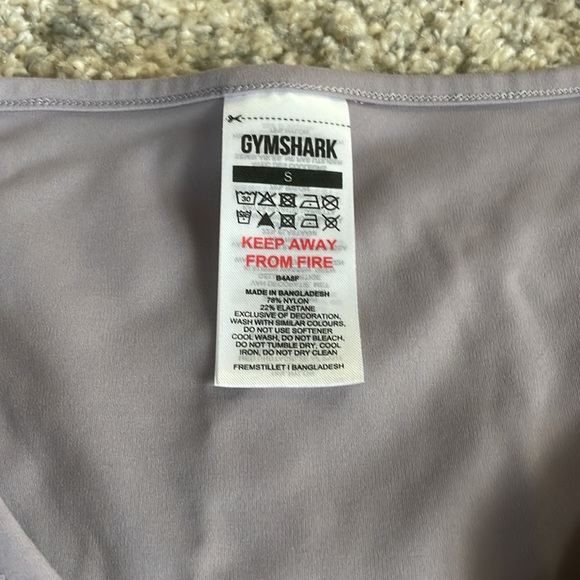 GYMSHARK
S
30
KEEP AWAY
FROM FIRE
B4A8F
MADE IN BANGLADESH
78% NYLON
22% ELASTANE
EXCLUSIVE OF DECORATION,
WASH WITH SIMILAR COLOURS,
DO NOT USE SOFTENER
COOL WASH, DO NOT BLEACH,
DO NOT TUMBLE DRY, COOL
IRON, DO NOT DRY CLEAN
FREMSTILLET I BANGLADESH